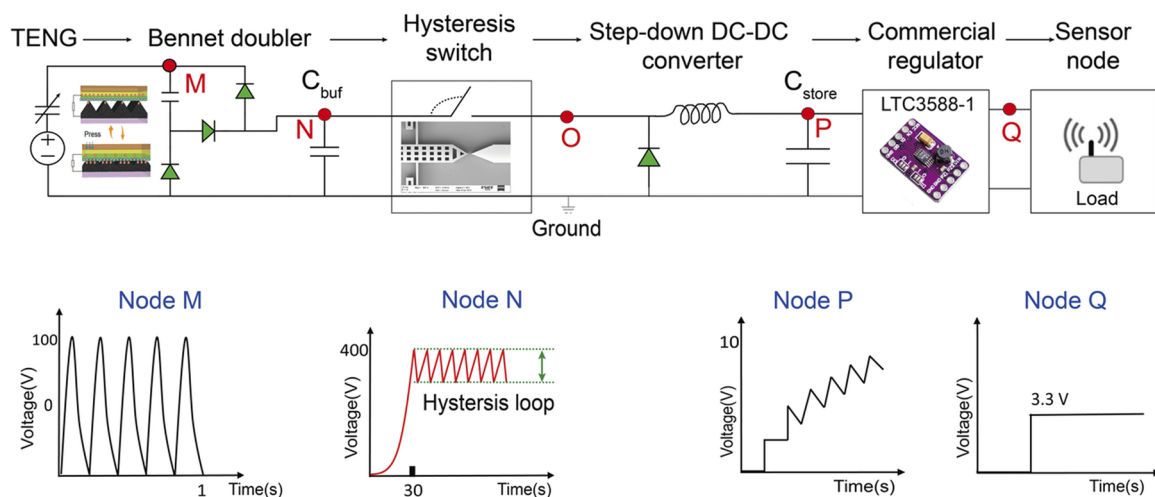 TENG
Bennet doubler
Hysteresis
switch
Step-down DC-DC
converter
Commercial
regulator
Sensor
node
M
Press
C buf
N
O
C store
P
LTC3588-1
Q
Load
Ground
Node M
Voltage(V)
100
0
1
Time(s)
Node N
Voltage(V)
400
Hystersis loop
30
Time(s)
Node P
Voltage(V)
10
Time(s)
Node Q
Voltage(V)
3.3 V
Time(s)